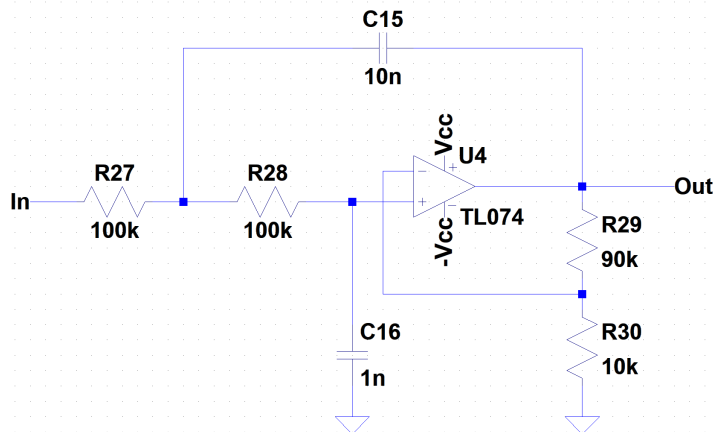 C15
10n
Vcc
U4
R27
R28
In
Out
100k
100k
TL074
-Vcc
R29
90k
C16
1n
R30
10k